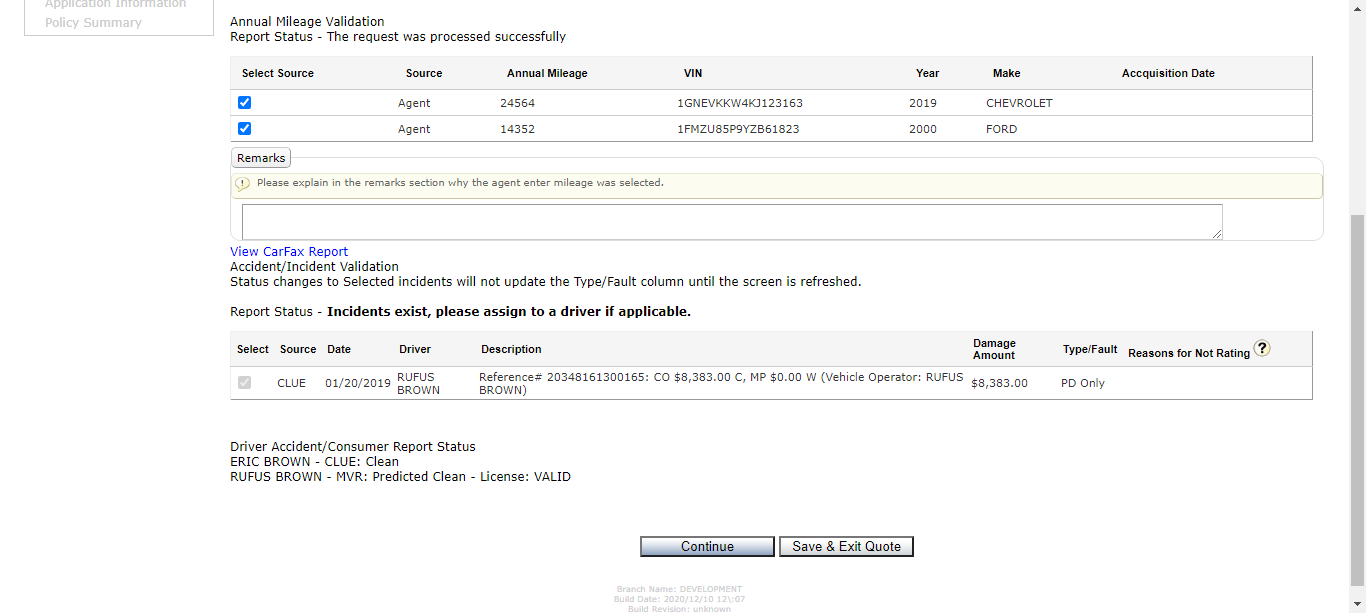 Application Information
Policy Summary
Annual Mileage Validation
Report Status - The request was processed successfully
Select Source Source Annual Mileage VIN Year Make Accquisition Date
Agent 24564 1GNEVKKW4KJ123163 2019 CHEVROLET
Agent 14352 1FMZU85P9YZB61823 2000 FORD
Remarks
! Please explain in the remarks section why the agent enter mileage was selected.
View CarFax Report
Accident/Incident Validation
Status changes to Selected incidents will not update the Type/Fault column until the screen is refreshed.
Report Status - Incidents exist, please assign to a driver if applicable.
Select Source Date Driver Description Damage Amount Type/Fault Reasons for Not Rating ?
CLUE 01/20/2019 RUFUS BROWN Reference# 20348161300165: CO $8,383.00 C, MP $0.00 W (Vehicle Operator: RUFUS BROWN) $8,383.00 PD Only
Driver Accident/Consumer Report Status
ERIC BROWN - CLUE: Clean
RUFUS BROWN - MVR: Predicted Clean - License: VALID
Continue Save & Exit Quote
Branch Name: DEVELOPMENT
Build Date: 2020/12/10 12\:07
Build Revision: unknown